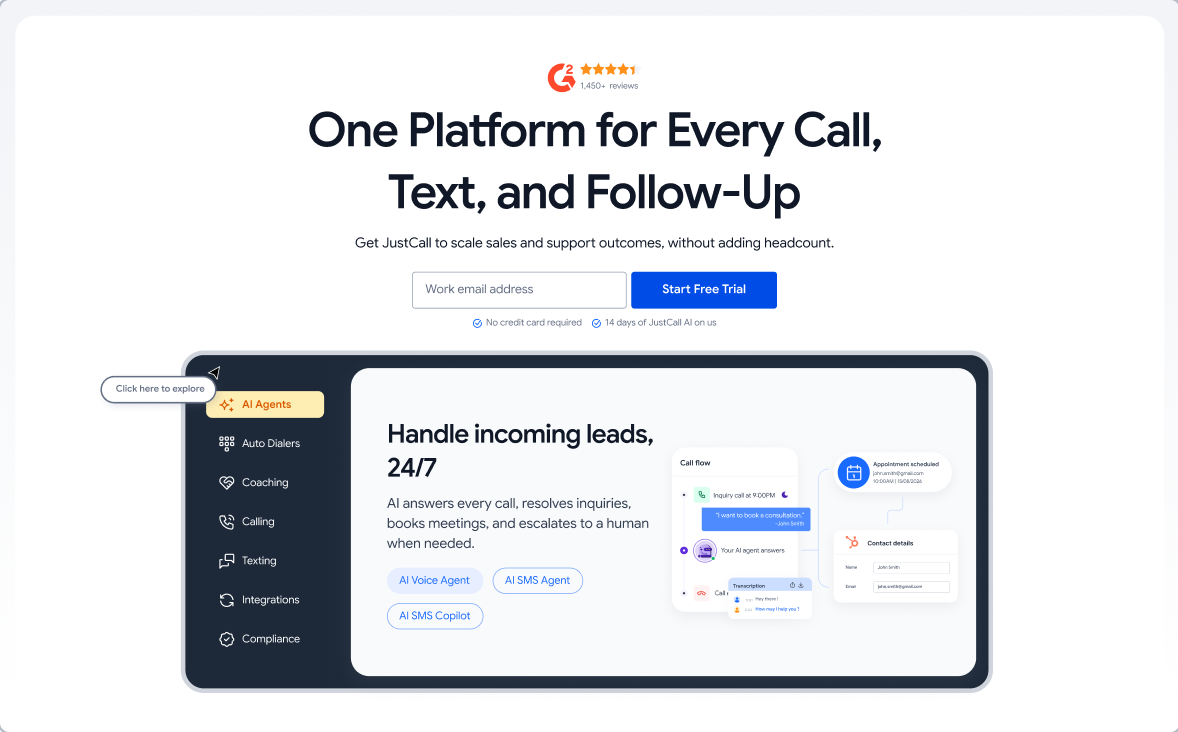 G2
1,450+ reviews
One Platform for Every Call,
Text, and Follow-Up
Get JustCall to scale sales and support outcomes, without adding headcount.
Work email address
Start Free Trial
No credit card required
14 days of JustCall AI on us
Click here to explore
AI Agents
Auto Dialers
Coaching
Calling
Texting
Integrations
Compliance
Handle incoming leads,
24/7
AI answers every call, resolves inquiries,
books meetings, and escalates to a human
when needed.
AI Voice Agent
AI SMS Agent
AI SMS Copilot
Call flow
Inquiry call at 9:00PM
"I want to book a consultation."
-John Smith
Your AI agent answers
Call
Transcription
Hey there!
How may I help you?
Appointment scheduled
john.smith@gmail.com
10:00AM | 15/08/2024
Contact details
Name
John Smith
Email
john.smith@gmail.com